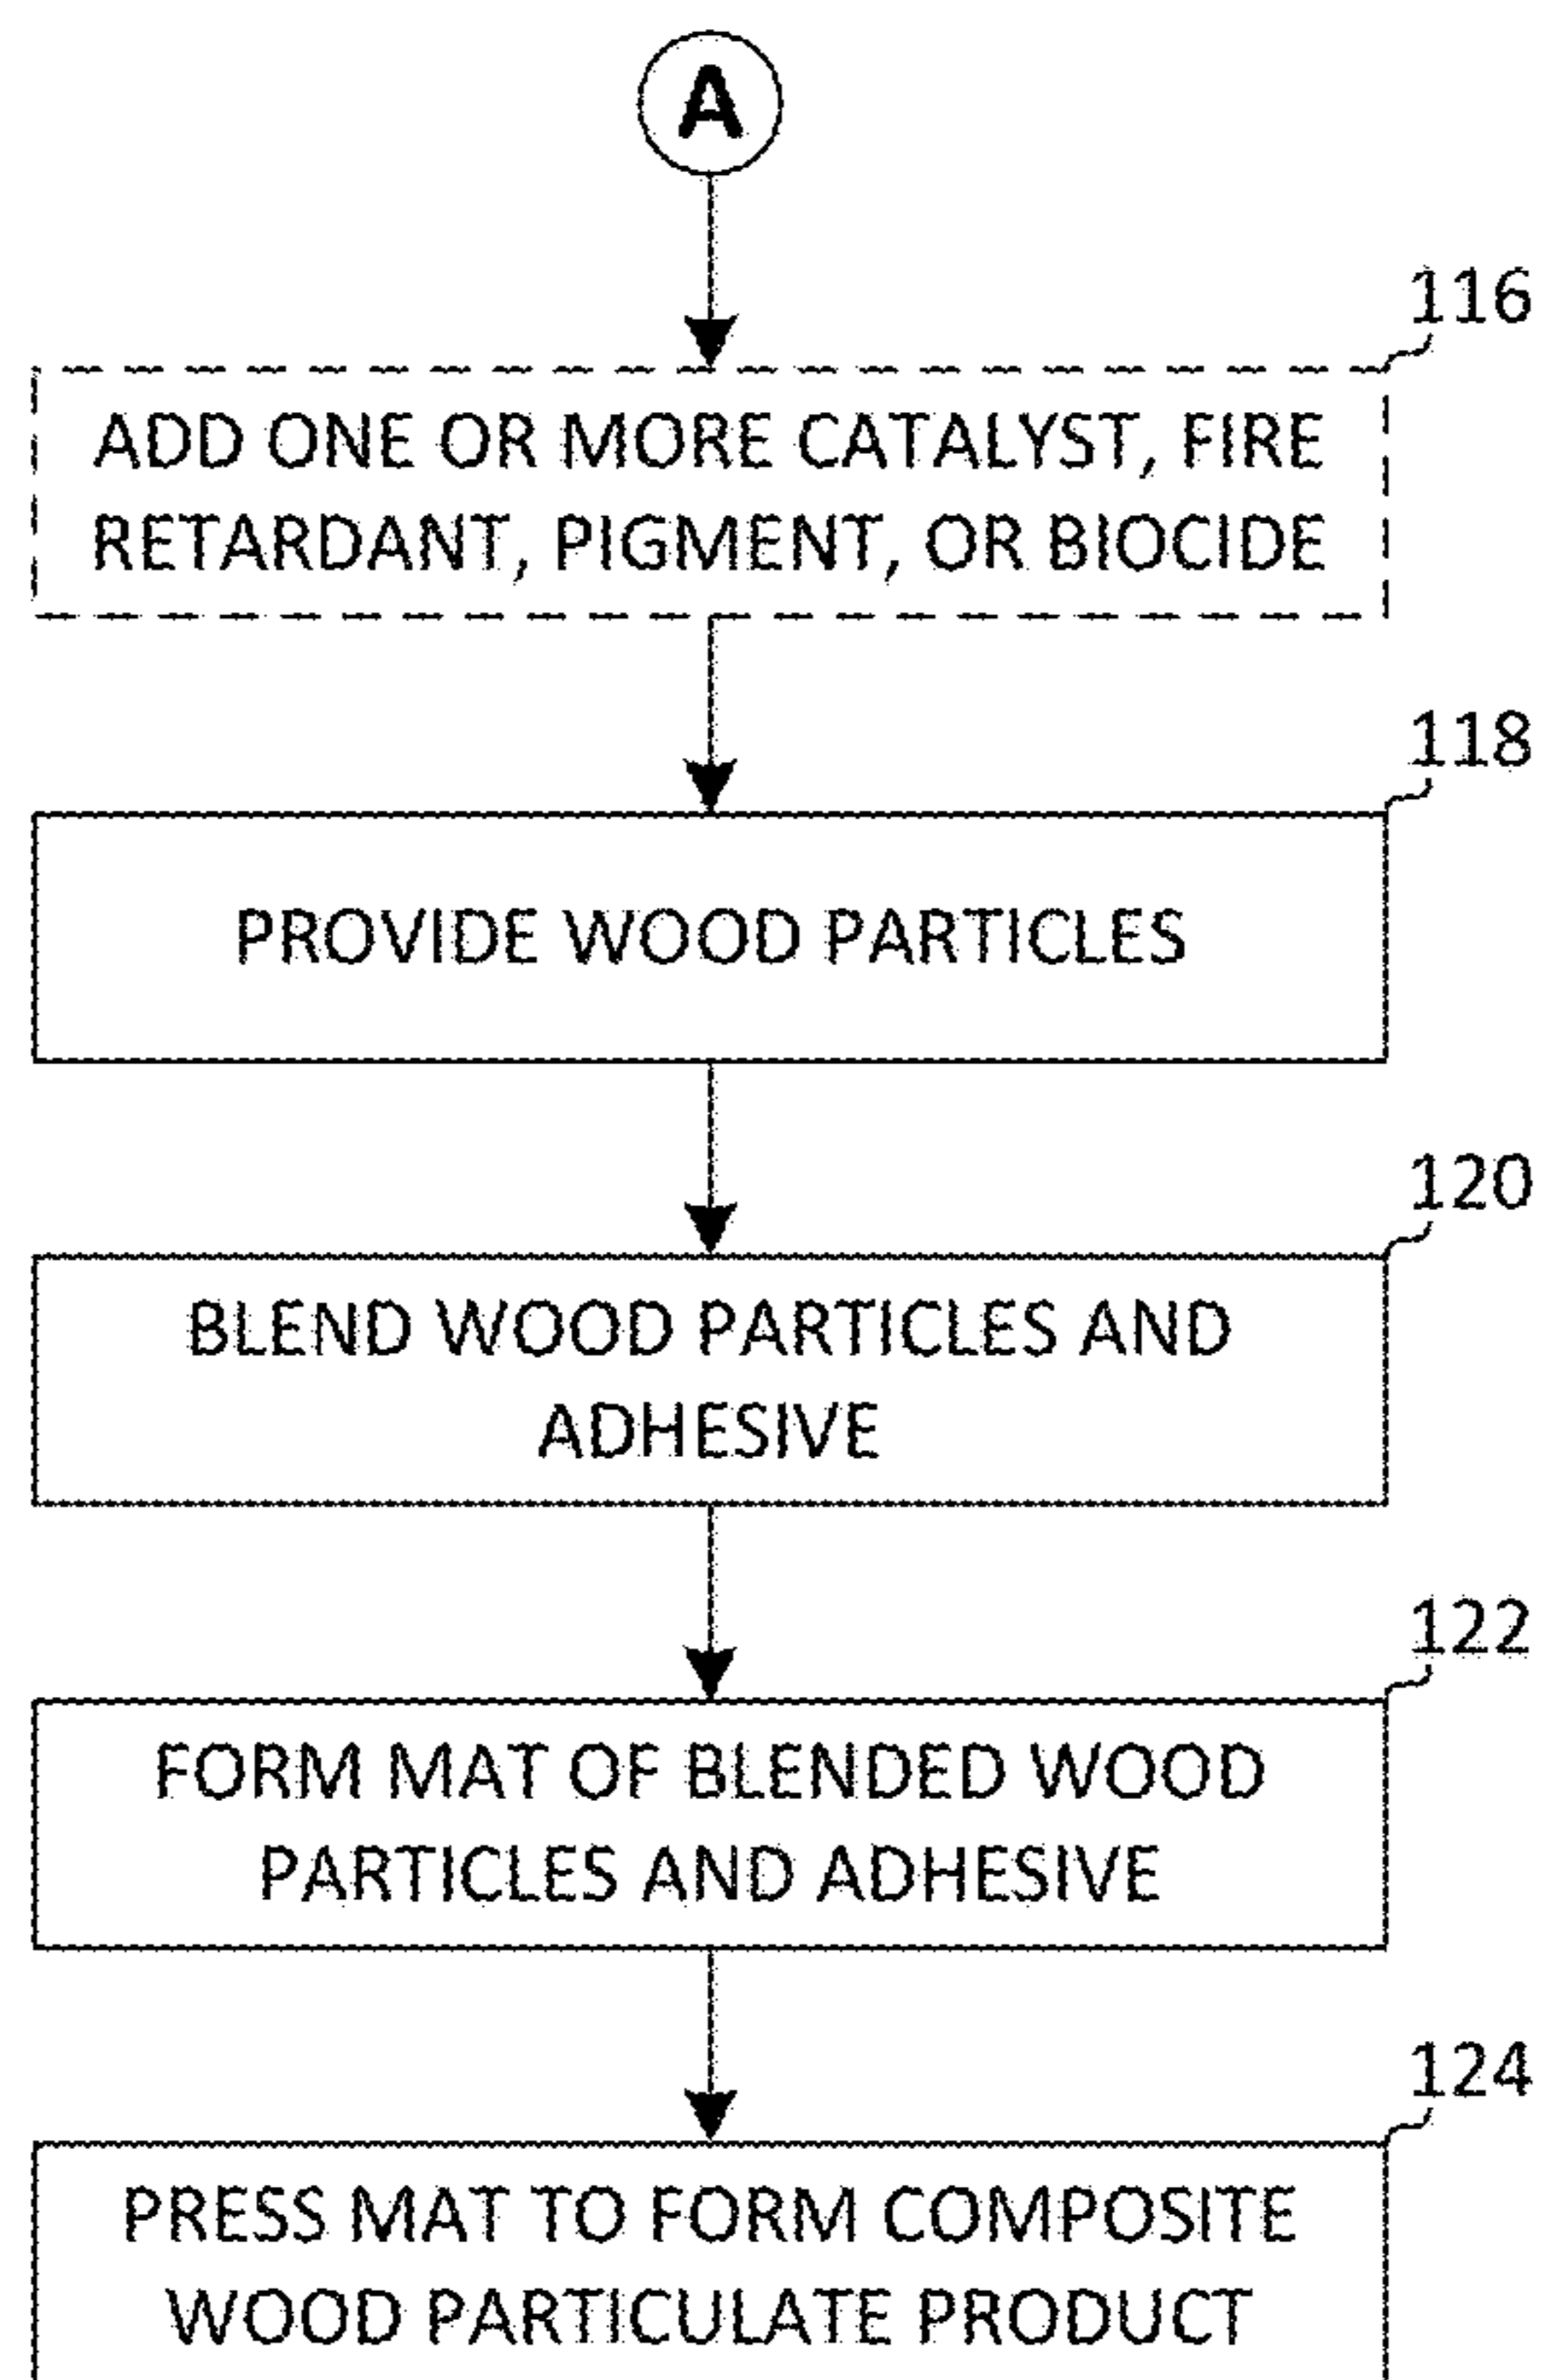 A
116
ADD ONE OR MORE CATALYST, FIRE
RETARDANT, PIGMENT, OR BIOCIDE
118
PROVIDE WOOD PARTICLES
120
BLEND WOOD PARTICLES AND
ADHESIVE
122
FORM MAT OF BLENDED WOOD
PARTICLES AND ADHESIVE
124
PRESS MAT TO FORM COMPOSITE
WOOD PARTICULATE PRODUCT